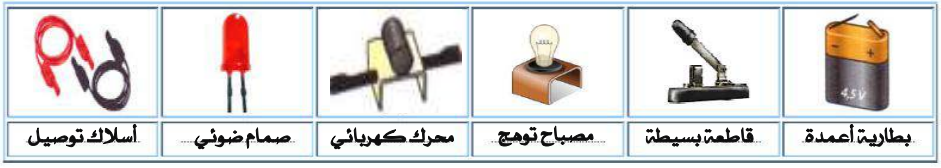 4,5V
بطارية أعمدة
قاطعة بسيطة
مصباح توهج
محرك كهربائي
صمام ضوئي
أسلاك توصيل